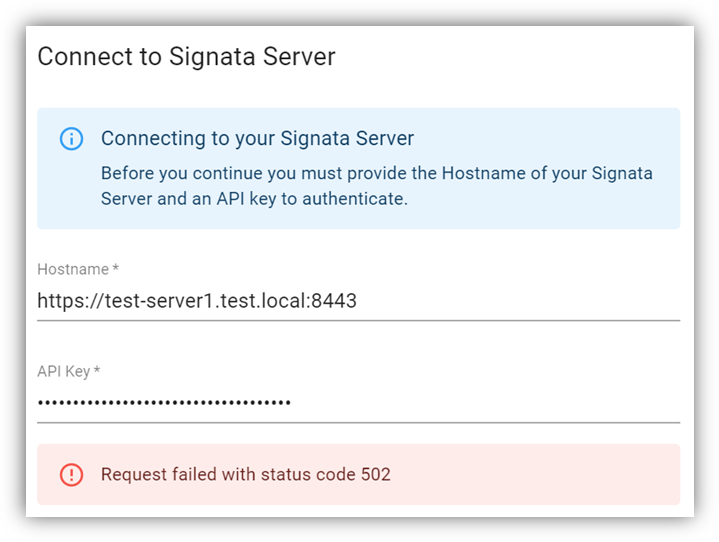 Connect to Signata Server
Connecting to your Signata Server
Before you continue you must provide the Hostname of your Signata
Server and an API key to authenticate.
Hostname *
https://test-server1.test.local:8443
API Key *
••••••••••••••••••••••••••••••••••••
Request failed with status code 502